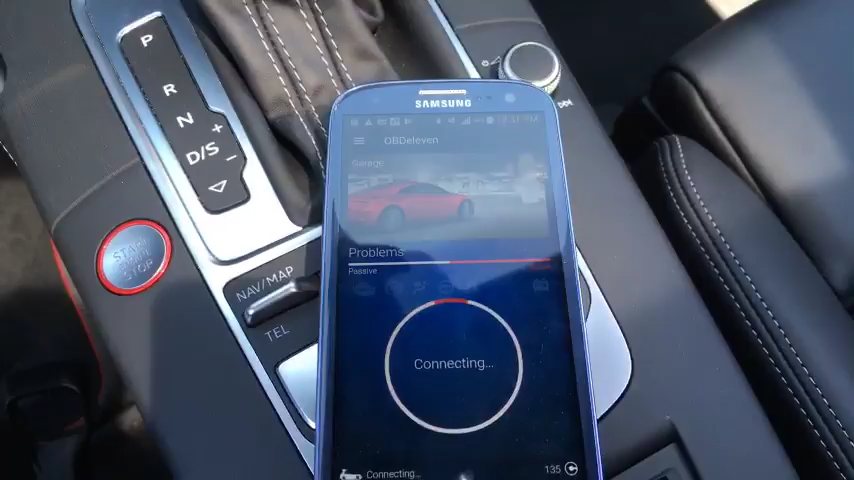 P
R
N
+
D/S
−
START
STOP
NAV/MAP
TEL
SAMSUNG
OBDeleven
Garage
Problems
Passive
Connecting...
Connecting...
135